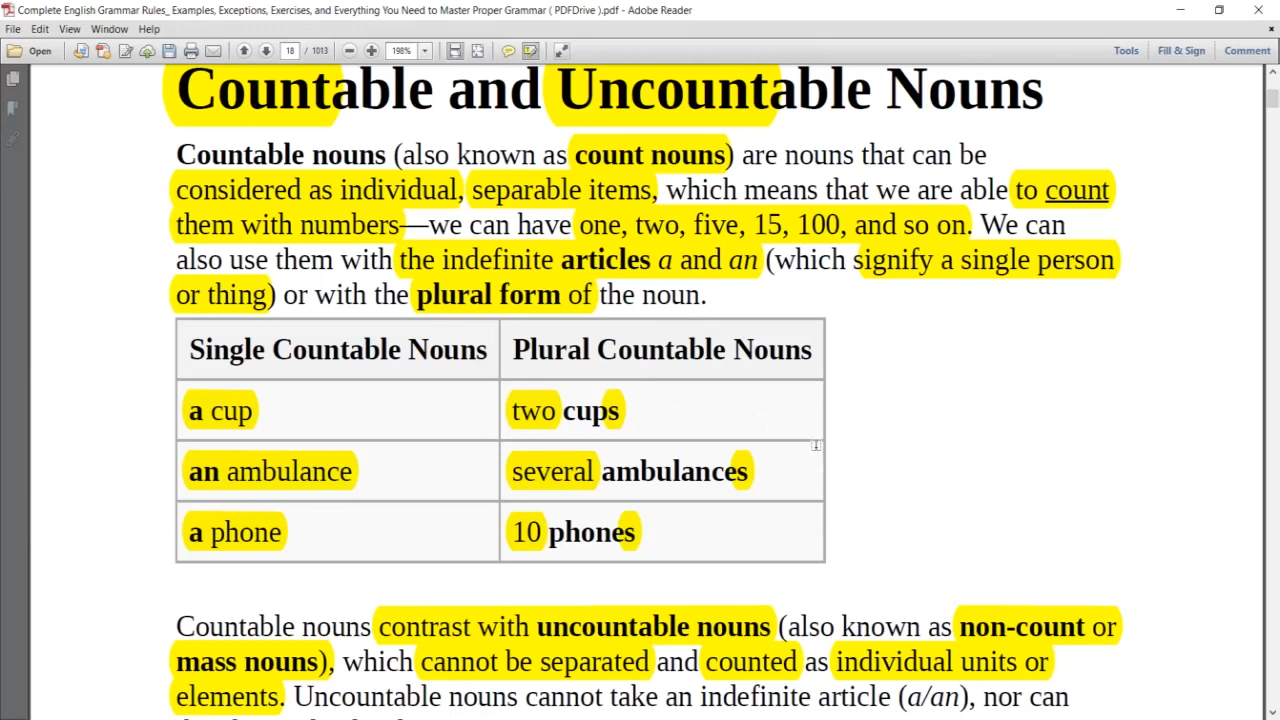 Complete English Grammar Rules_ Examples, Exceptions, Exercises, and Everything You Need to Master Proper Grammar ( PDFDrive ).pdf - Adobe Reader
File Edit View Window Help
Open 18 / 1013 198% Tools Fill & Sign Comment
Countable and Uncountable Nouns
Countable nouns (also known as count nouns) are nouns that can be
considered as individual, separable items, which means that we are able to count
them with numbers—we can have one, two, five, 15, 100, and so on. We can
also use them with the indefinite articles a and an (which signify a single person
or thing) or with the plural form of the noun.
Single Countable Nouns Plural Countable Nouns
a cup two cups
an ambulance several ambulances
a phone 10 phones
Countable nouns contrast with uncountable nouns (also known as non-count or
mass nouns), which cannot be separated and counted as individual units or
elements. Uncountable nouns cannot take an indefinite article (a/an), nor can